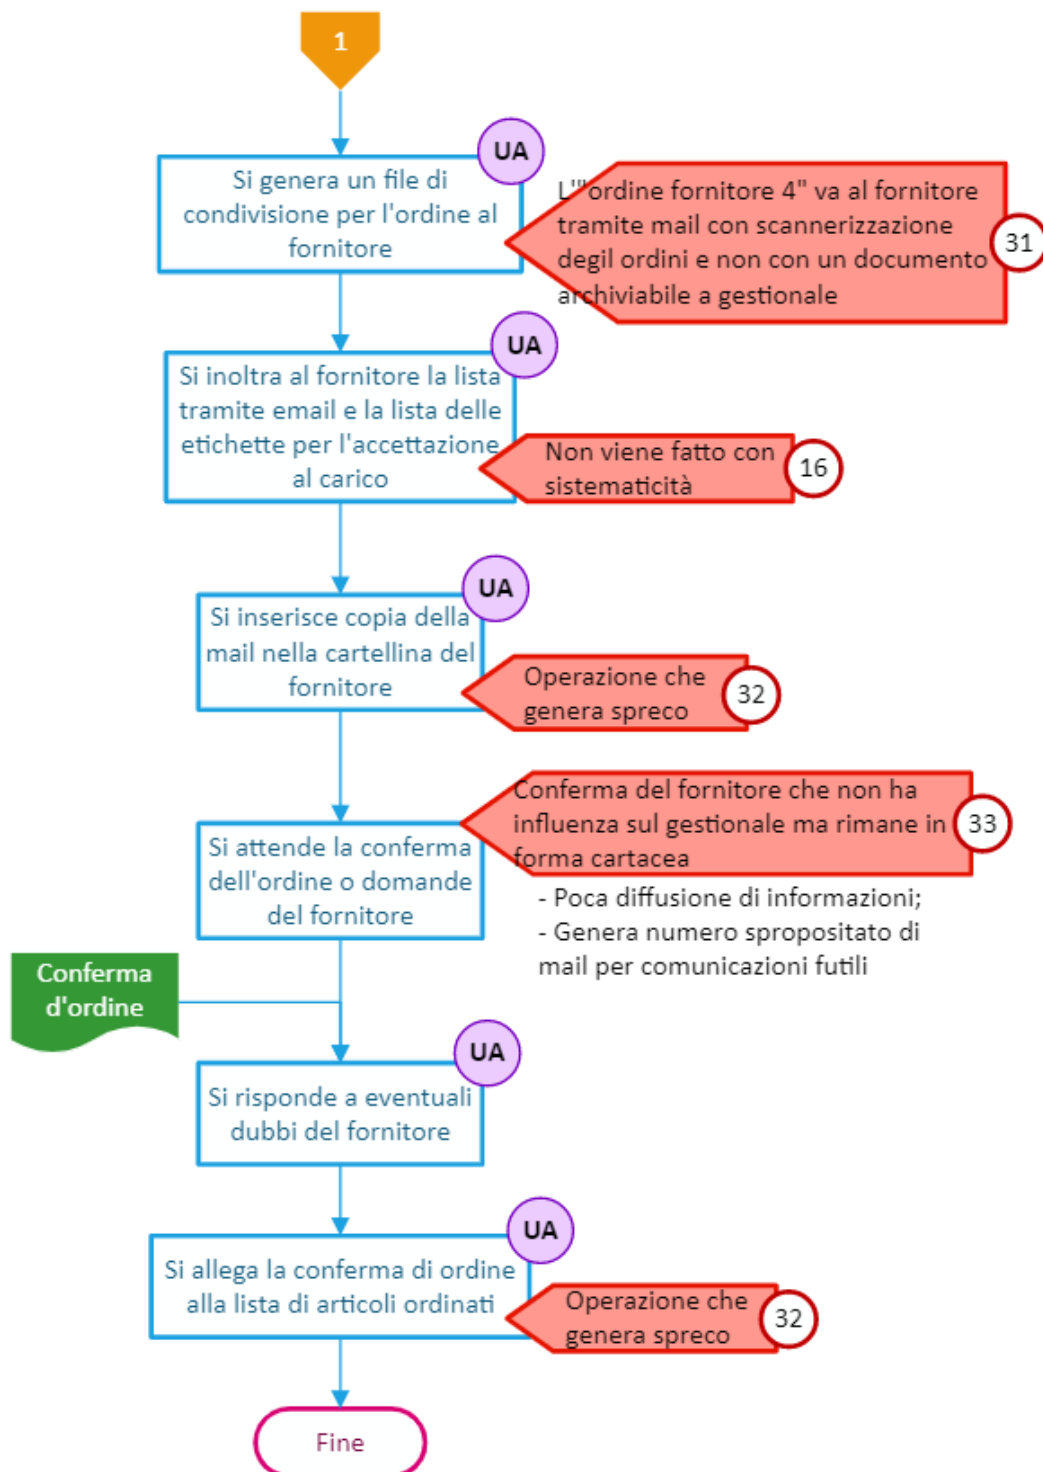 1
UA
Si genera un file di
condivisione per l'ordine al
fornitore
L'"ordine fornitore 4" va al fornitore
tramite mail con scannerizzazione
degil ordini e non con un documento
archiviabile a gestionale
31
UA
Si inoltra al fornitore la lista
tramite email e la lista delle
etichette per l'accettazione
al carico
Non viene fatto con
sistematicità
16
UA
Si inserisce copia della
mail nella cartellina del
fornitore
Operazione che
genera spreco
32
Conferma del fornitore che non ha
influenza sul gestionale ma rimane in
forma cartacea
33
Si attende la conferma
dell'ordine o domande
del fornitore
- Poca diffusione di informazioni;
- Genera numero spropositato di
mail per comunicazioni futili
Conferma
d'ordine
UA
Si risponde a eventuali
dubbi del fornitore
UA
Si allega la conferma di ordine
alla lista di articoli ordinati
Operazione che
genera spreco
32
Fine